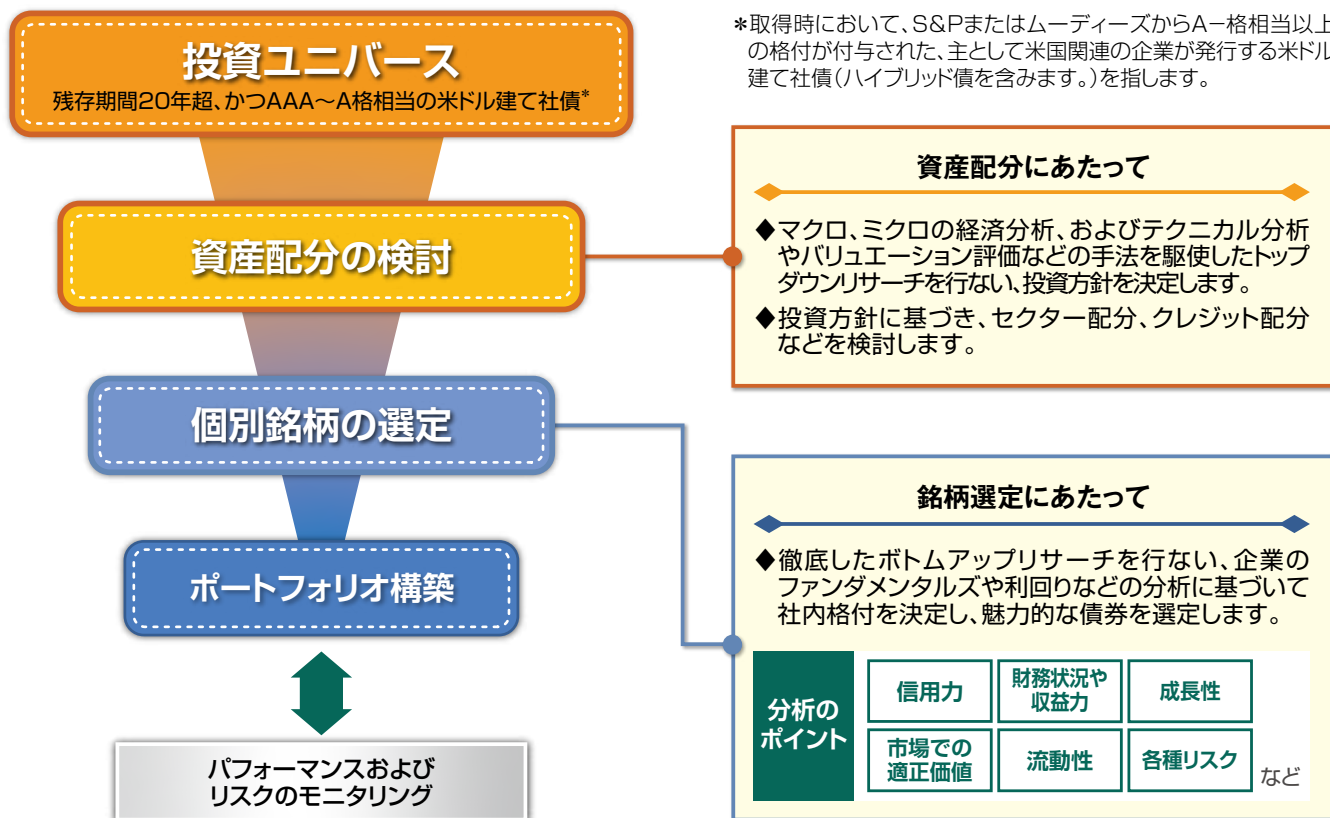 投資ユニバース
残存期間20年超、かつAAA～A格相当の米ドル建て社債*
＊取得時において、S&PまたはムーディーズからA－格相当以上
の格付が付与された、主として米国関連の企業が発行する米ドル
建て社債（ハイブリッド債を含みます。）を指します。
資産配分の検討
資産配分にあたって
◆マクロ、ミクロの経済分析、およびテクニカル分析
やバリュエーション評価などの手法を駆使したトップ
ダウンリサーチを行ない、投資方針を決定します。
◆投資方針に基づき、セクター配分、クレジット配分
などを検討します。
個別銘柄の選定
銘柄選定にあたって
◆徹底したボトムアップリサーチを行ない、企業の
ファンダメンタルズや利回りなどの分析に基づいて
社内格付を決定し、魅力的な債券を選定します。
分析の
ポイント
信用力
財務状況や
収益力
成長性
市場での
適正価値
流動性
各種リスク
など
ポートフォリオ構築
パフォーマンスおよび
リスクのモニタリング